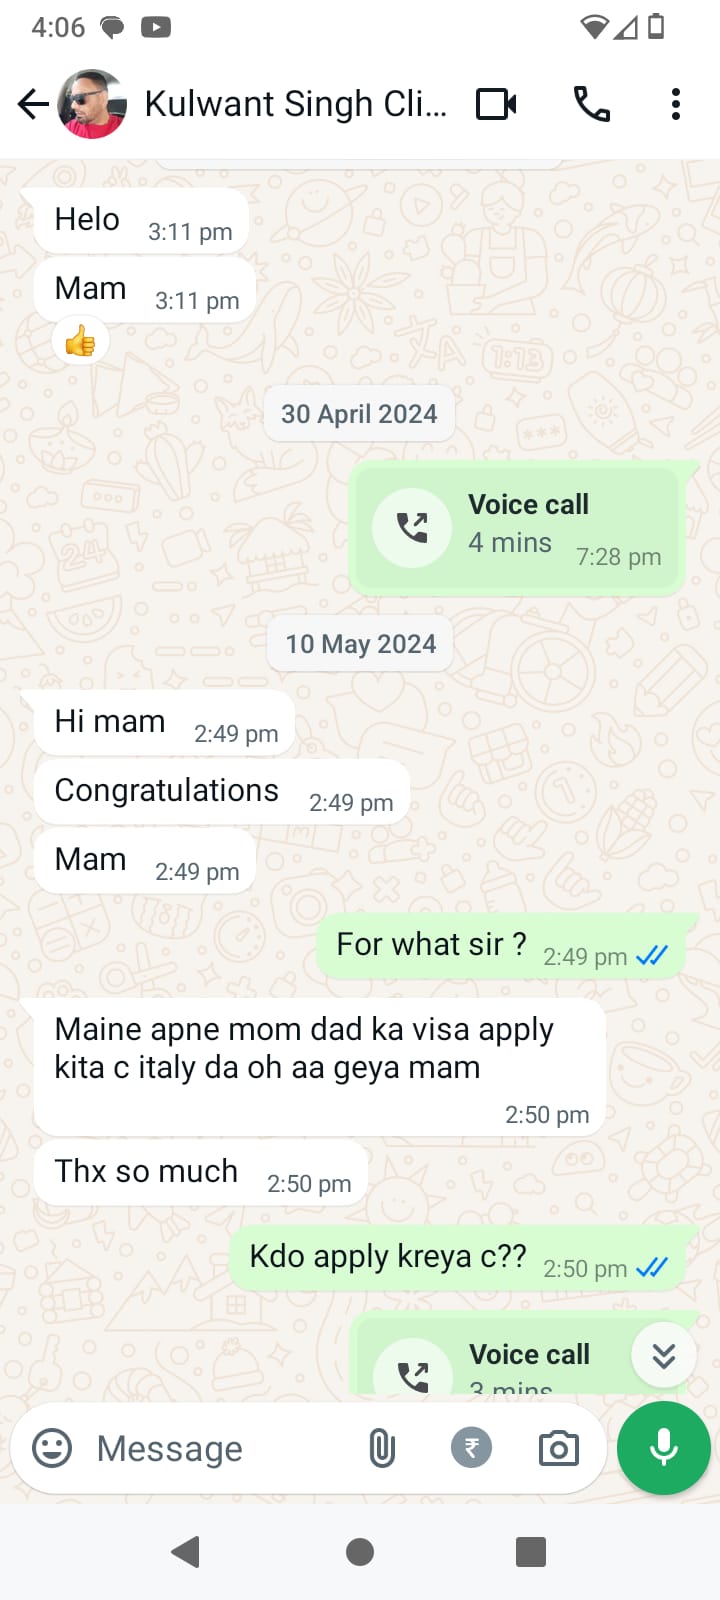 4:06
Kulwant Singh Cli...
Helo 3:11 pm
Mam 3:11 pm
30 April 2024
Voice call
4 mins 7:28 pm
10 May 2024
Hi mam 2:49 pm
Congratulations 2:49 pm
Mam 2:49 pm
For what sir ? 2:49 pm
Maine apne mom dad ka visa apply
kita c italy da oh aa geya mam
2:50 pm
Thx so much 2:50 pm
Kdo apply kreya c?? 2:50 pm
Voice call
3 mins
Message